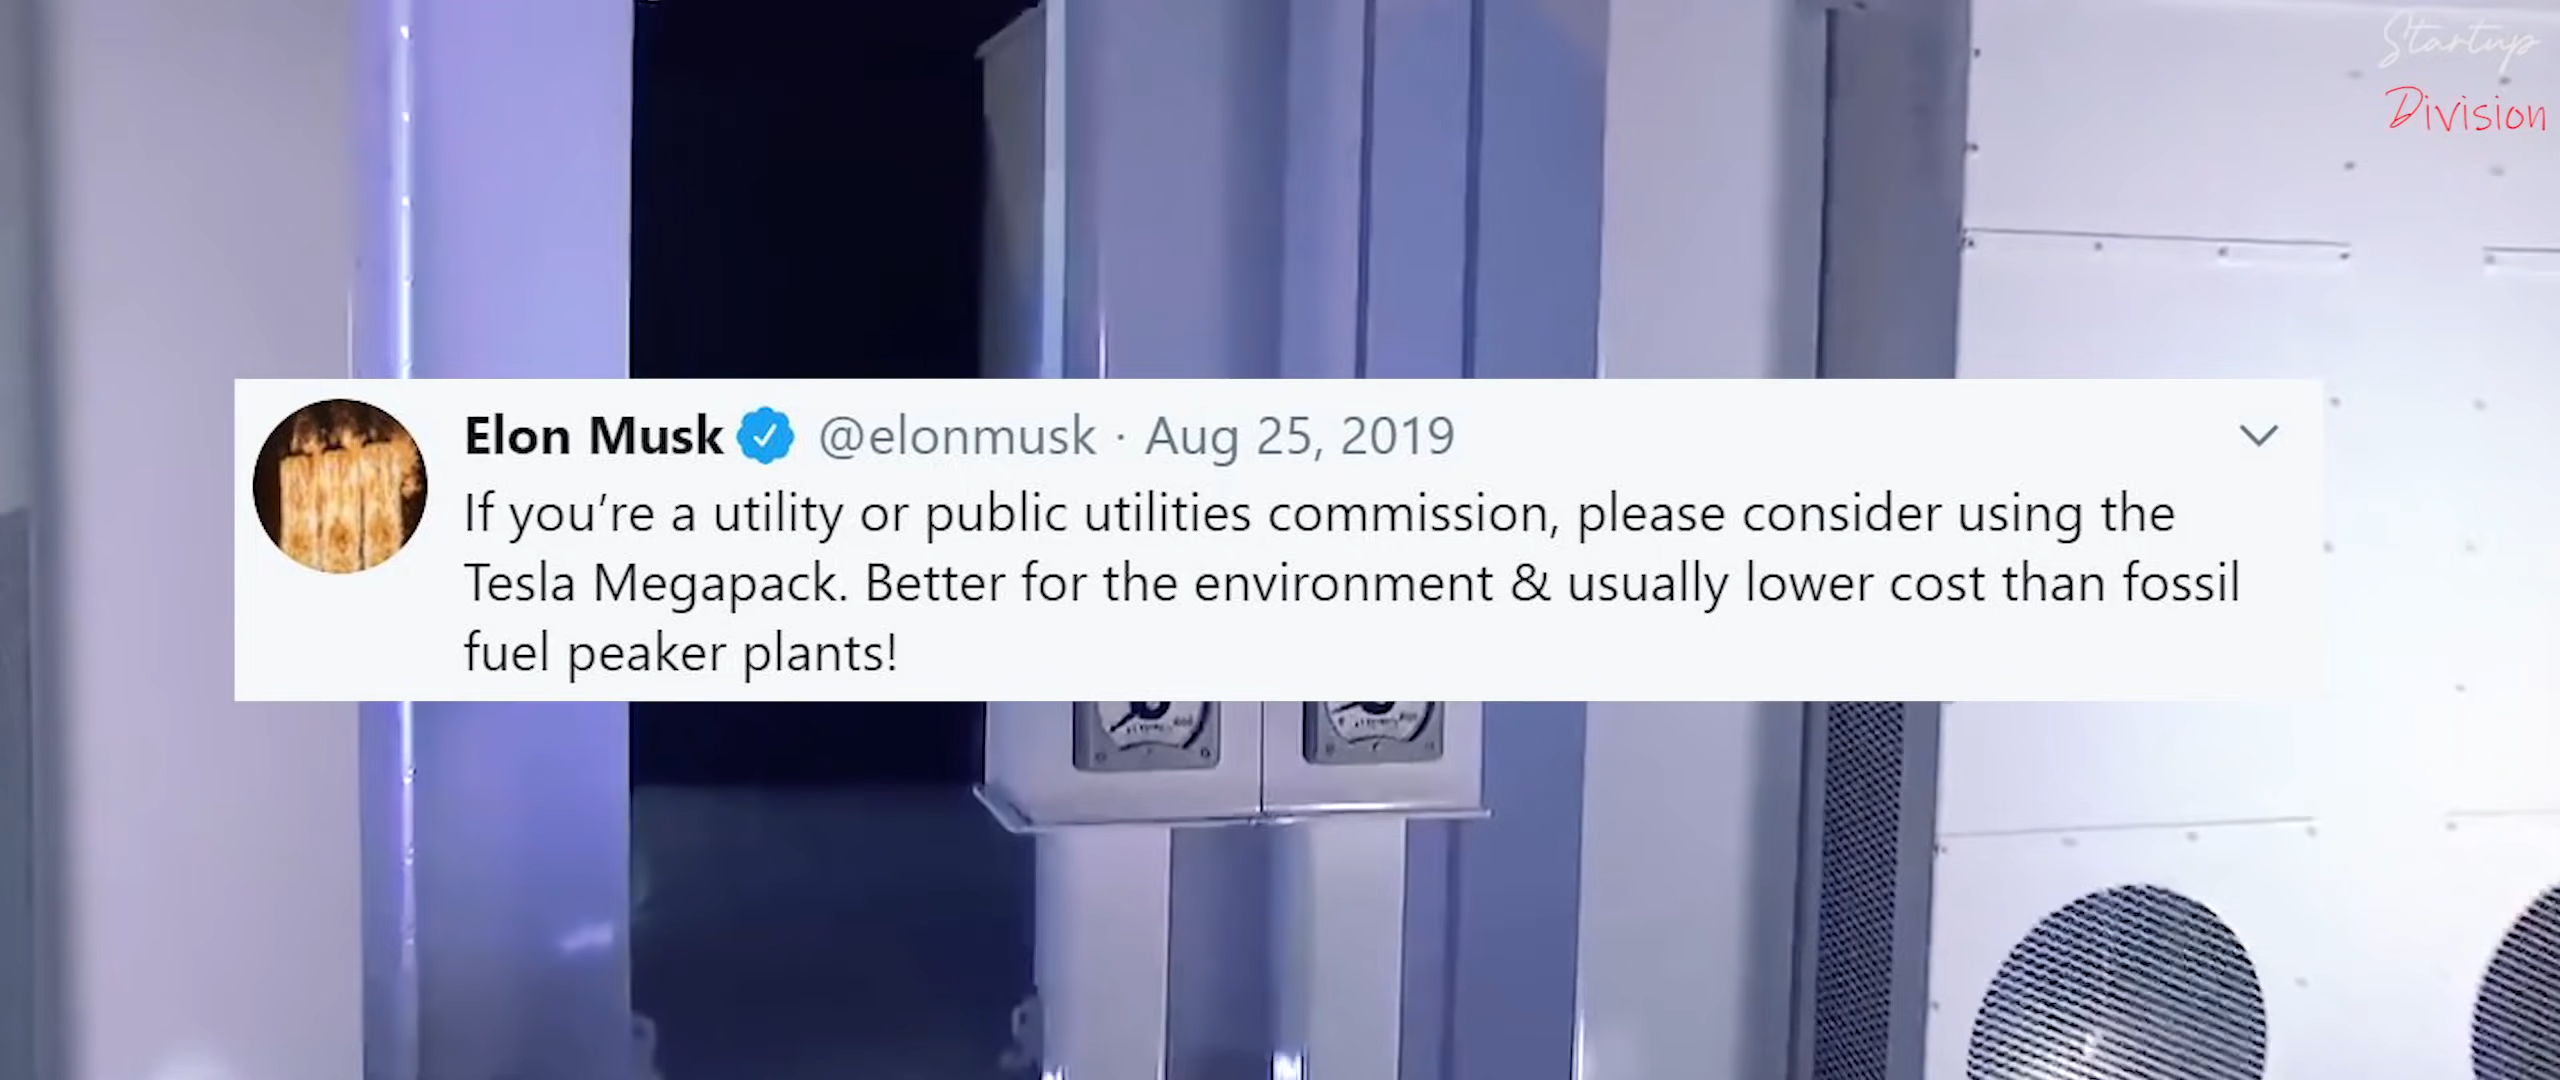 Startup
Division
Elon Musk @elonmusk · Aug 25, 2019
If you’re a utility or public utilities commission, please consider using the
Tesla Megapack. Better for the environment & usually lower cost than fossil
fuel peaker plants!